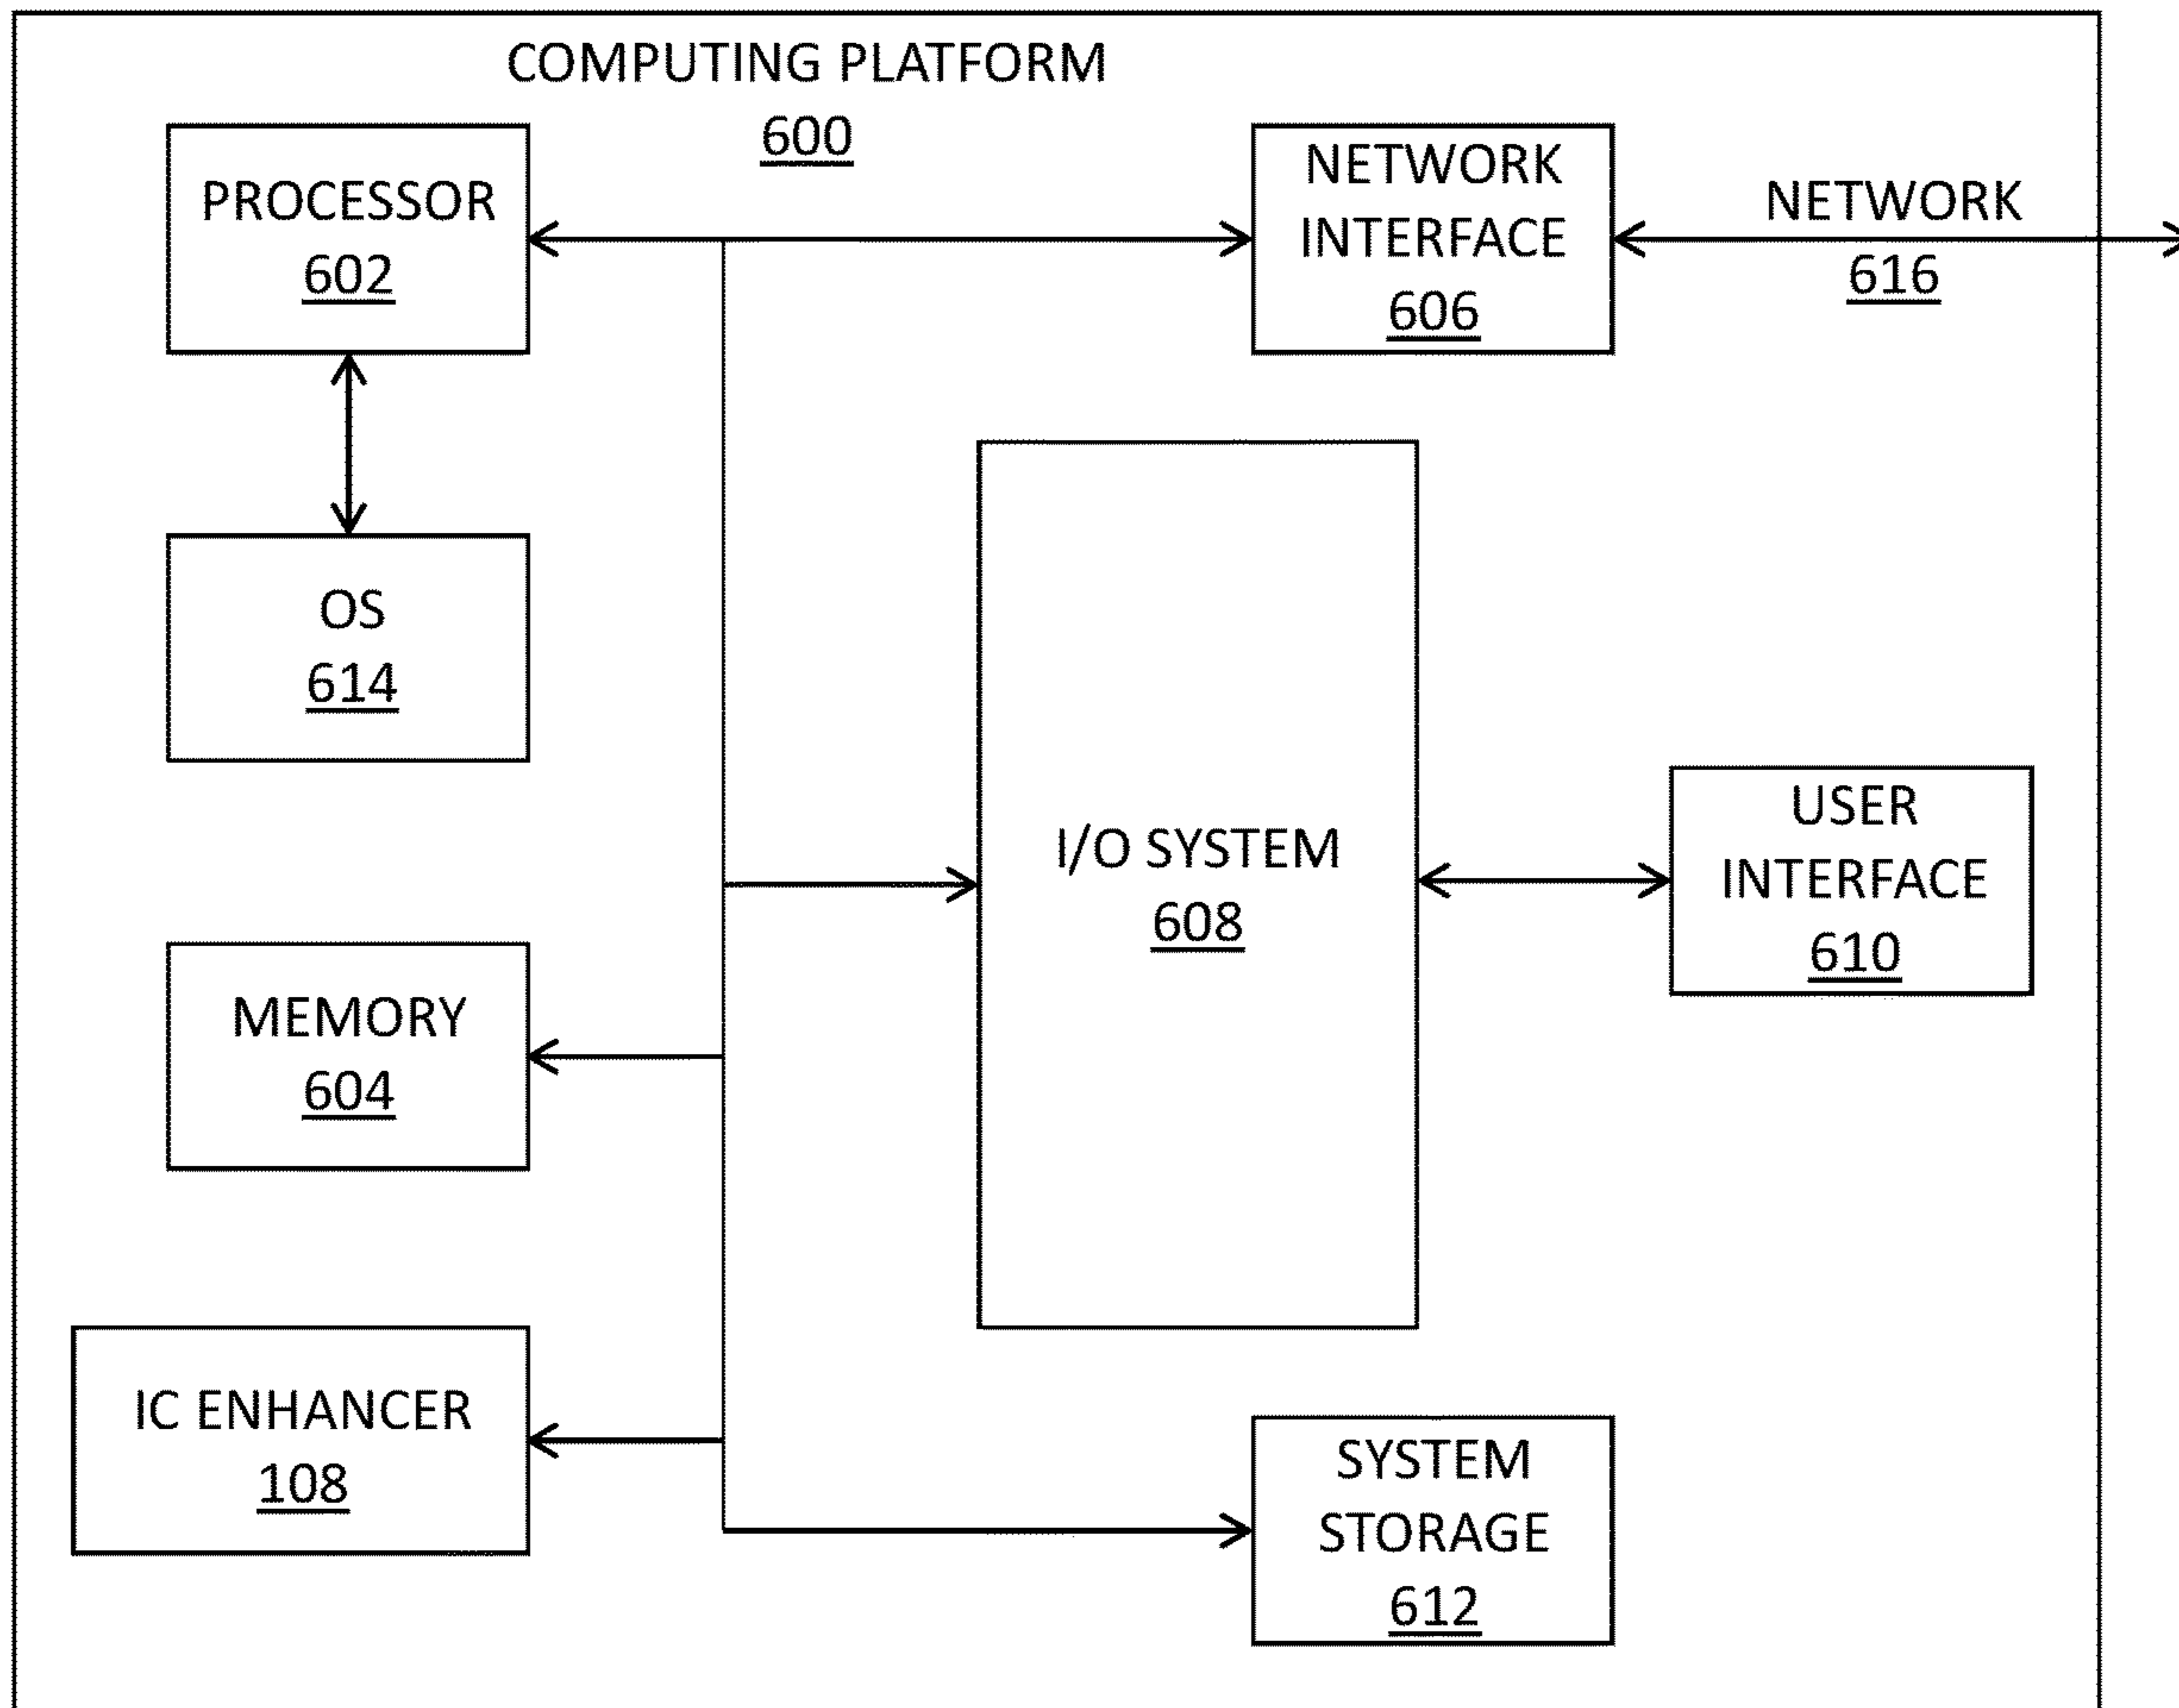 COMPUTING PLATFORM
600
PROCESSOR
602
NETWORK
INTERFACE
606
NETWORK
616
OS
614
I/O SYSTEM
608
USER
INTERFACE
610
MEMORY
604
IC ENHANCER
108
SYSTEM
STORAGE
612